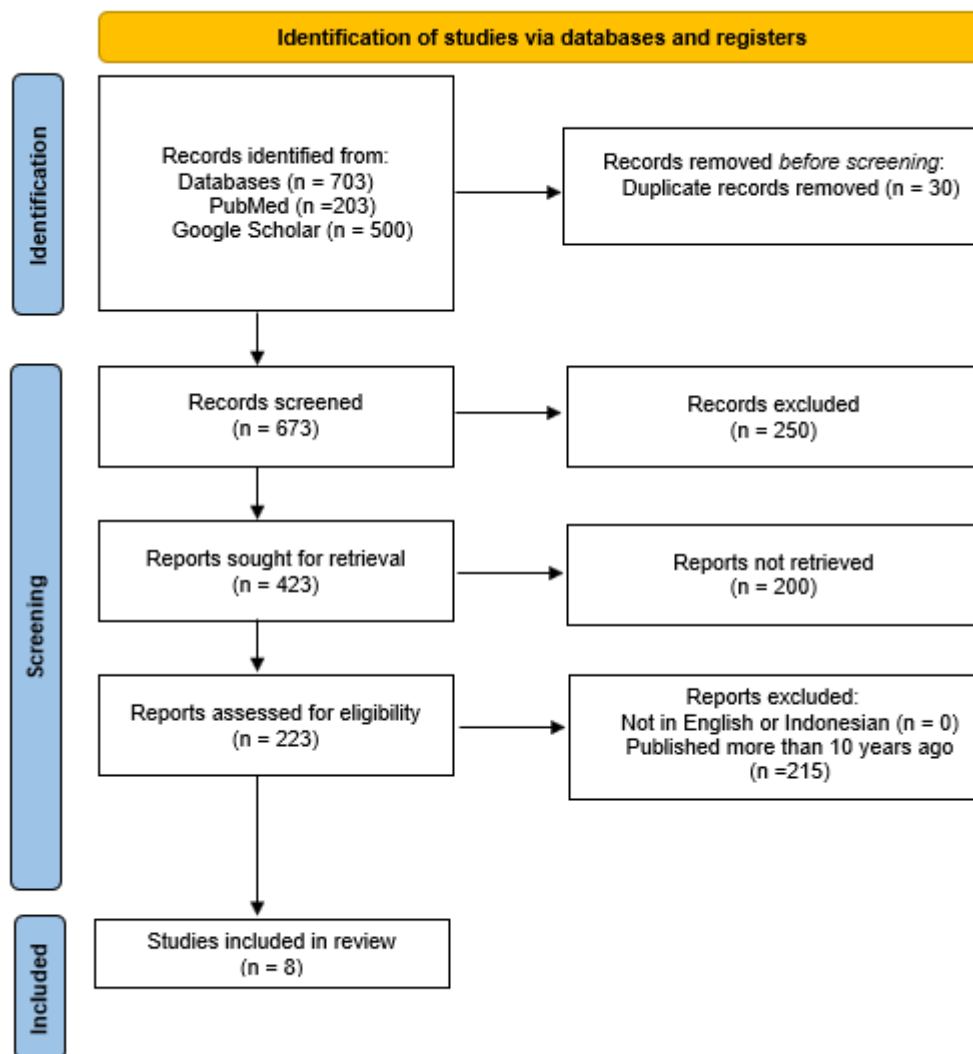 Identification of studies via databases and registers
Identification
Records identified from:
Databases (n = 703)
PubMed (n =203)
Google Scholar (n = 500)
Records removed before screening:
Duplicate records removed (n = 30)
Screening
Records screened
(n = 673)
Records excluded
(n = 250)
Reports sought for retrieval
(n = 423)
Reports not retrieved
(n = 200)
Reports assessed for eligibility
(n = 223)
Reports excluded:
Not in English or Indonesian (n = 0)
Published more than 10 years ago
(n =215)
Included
Studies included in review
(n = 8)